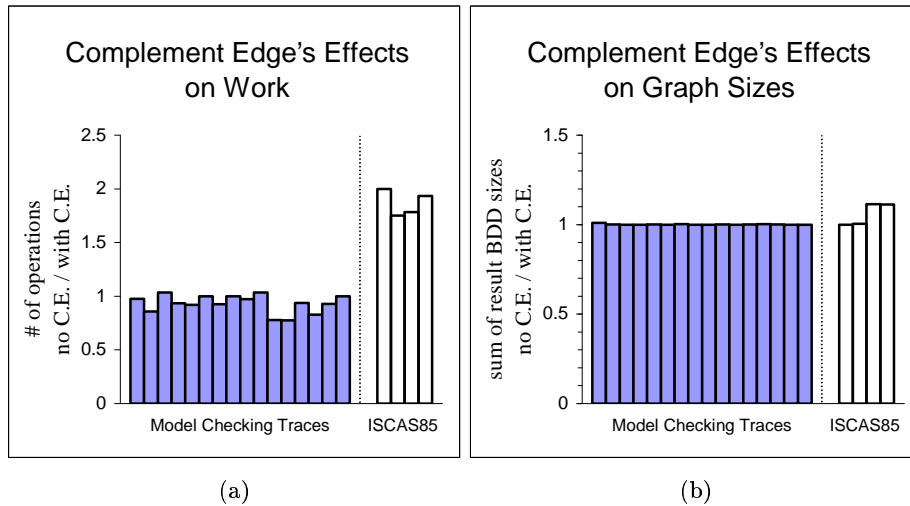 Complement Edge's Effects
on Work
2.5
2
1.5
1
0.5
0
# of operations
no C.E. / with C.E.
Model Checking Traces
ISCAS85
(a)
Complement Edge's Effects
on Graph Sizes
1.5
1
0.5
0
sum of result BDD sizes
no C.E. / with C.E.
Model Checking Traces
ISCAS85
(b)